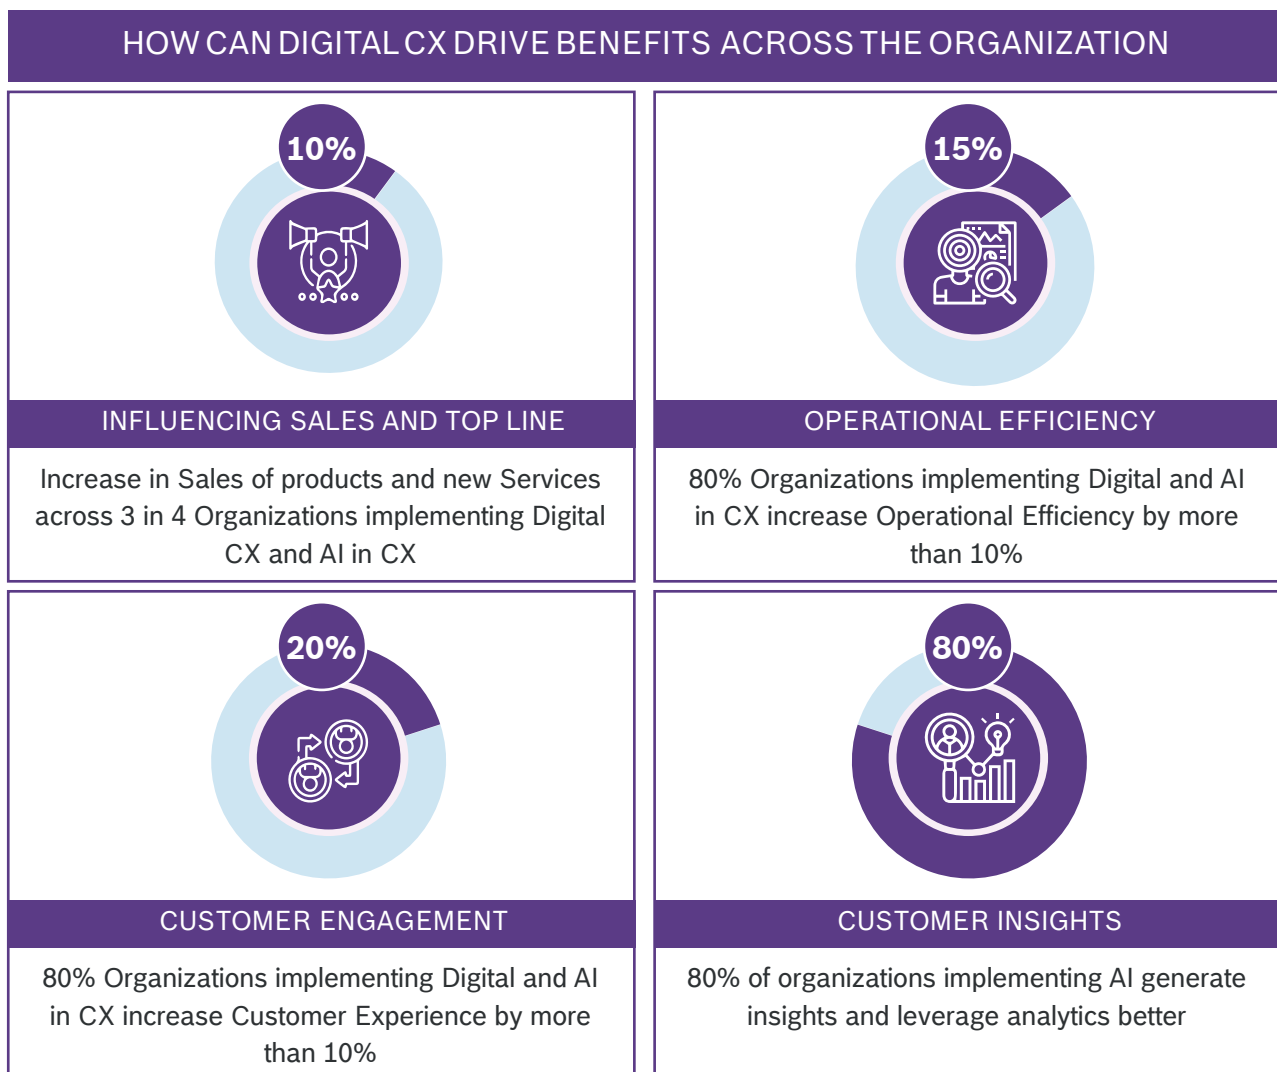 HOW CAN DIGITAL CX DRIVE BENEFITS ACROSS THE ORGANIZATION
10%
INFLUENCING SALES AND TOP LINE
Increase in Sales of products and new Services
across 3 in 4 Organizations implementing Digital
CX and AI in CX
15%
OPERATIONAL EFFICIENCY
80% Organizations implementing Digital and AI
in CX increase Operational Efficiency by more
than 10%
20%
CUSTOMER ENGAGEMENT
80% Organizations implementing Digital and AI
in CX increase Customer Experience by more
than 10%
80%
CUSTOMER INSIGHTS
80% of organizations implementing AI generate
insights and leverage analytics better